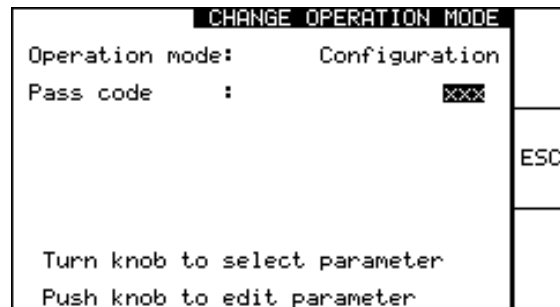 CHANGE OPERATION MODE
Operation mode: Configuration
Pass code : xxx
ESC
Turn knob to select parameter
Push knob to edit parameter